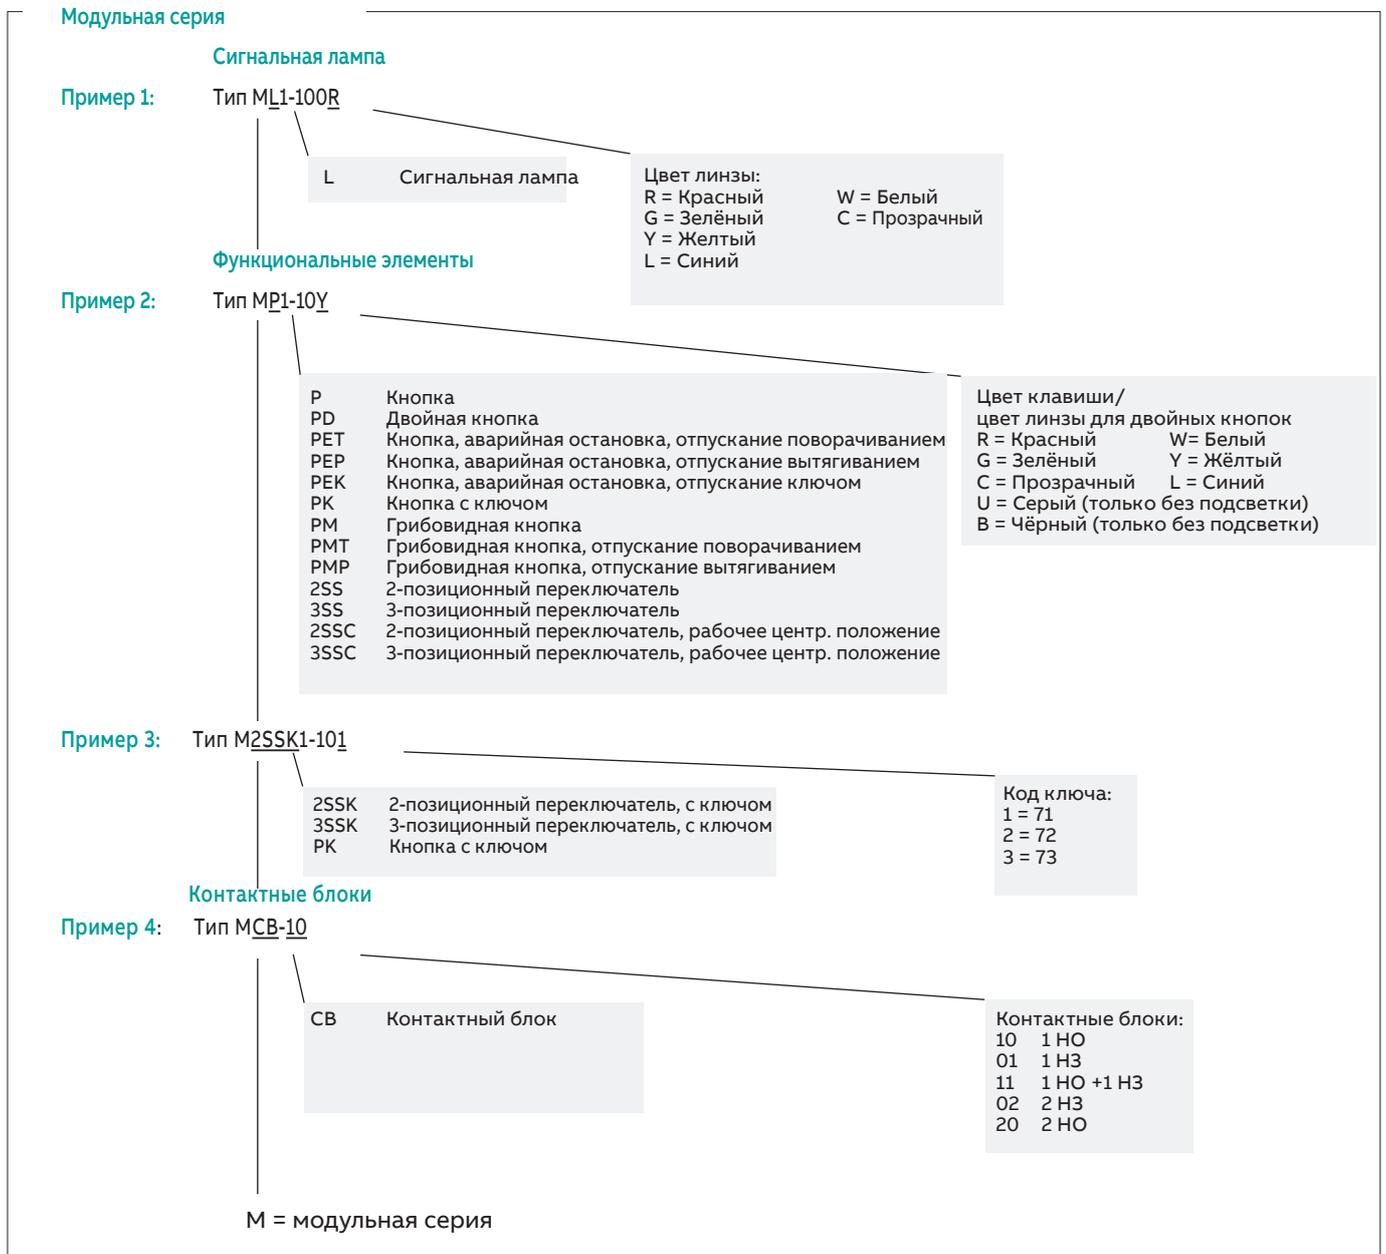 Модульная серия
Сигнальная лампа
Пример 1: Тип ML1-100R
L Сигнальная лампа
Цвет линзы:
R = Красный W = Белый
G = Зелёный C = Прозрачный
Y = Желтый
L = Синий
Функциональные элементы
Пример 2: Тип MP1-10Y
P Кнопка
PD Двойная кнопка
PET Кнопка, аварийная остановка, отпускание поворачиванием
PEP Кнопка, аварийная остановка, отпускание вытягиванием
PEK Кнопка, аварийная остановка, отпускание ключом
PK Кнопка с ключом
PM Грибовидная кнопка
PMT Грибовидная кнопка, отпускание поворачиванием
PMP Грибовидная кнопка, отпускание вытягиванием
2SS 2-позиционный переключатель
3SS 3-позиционный переключатель
2SSC 2-позиционный переключатель, рабочее центр. положение
3SSC 3-позиционный переключатель, рабочее центр. положение
Цвет клавиши/
цвет линзы для двойных кнопок
R = Красный W= Белый
G = Зелёный Y = Жёлтый
C = Прозрачный L = Синий
U = Серый (только без подсветки)
B = Чёрный (только без подсветки)
Пример 3: Тип M2SSK1-101
2SSK 2-позиционный переключатель, с ключом
3SSK 3-позиционный переключатель, с ключом
PK Кнопка с ключом
Код ключа:
1 = 71
2 = 72
3 = 73
Контактные блоки
Пример 4: Тип MCB-10
CB Контактный блок
Контактные блоки:
10 1 НО
01 1 НЗ
11 1 НО +1 НЗ
02 2 НЗ
20 2 НО
M = модульная серия